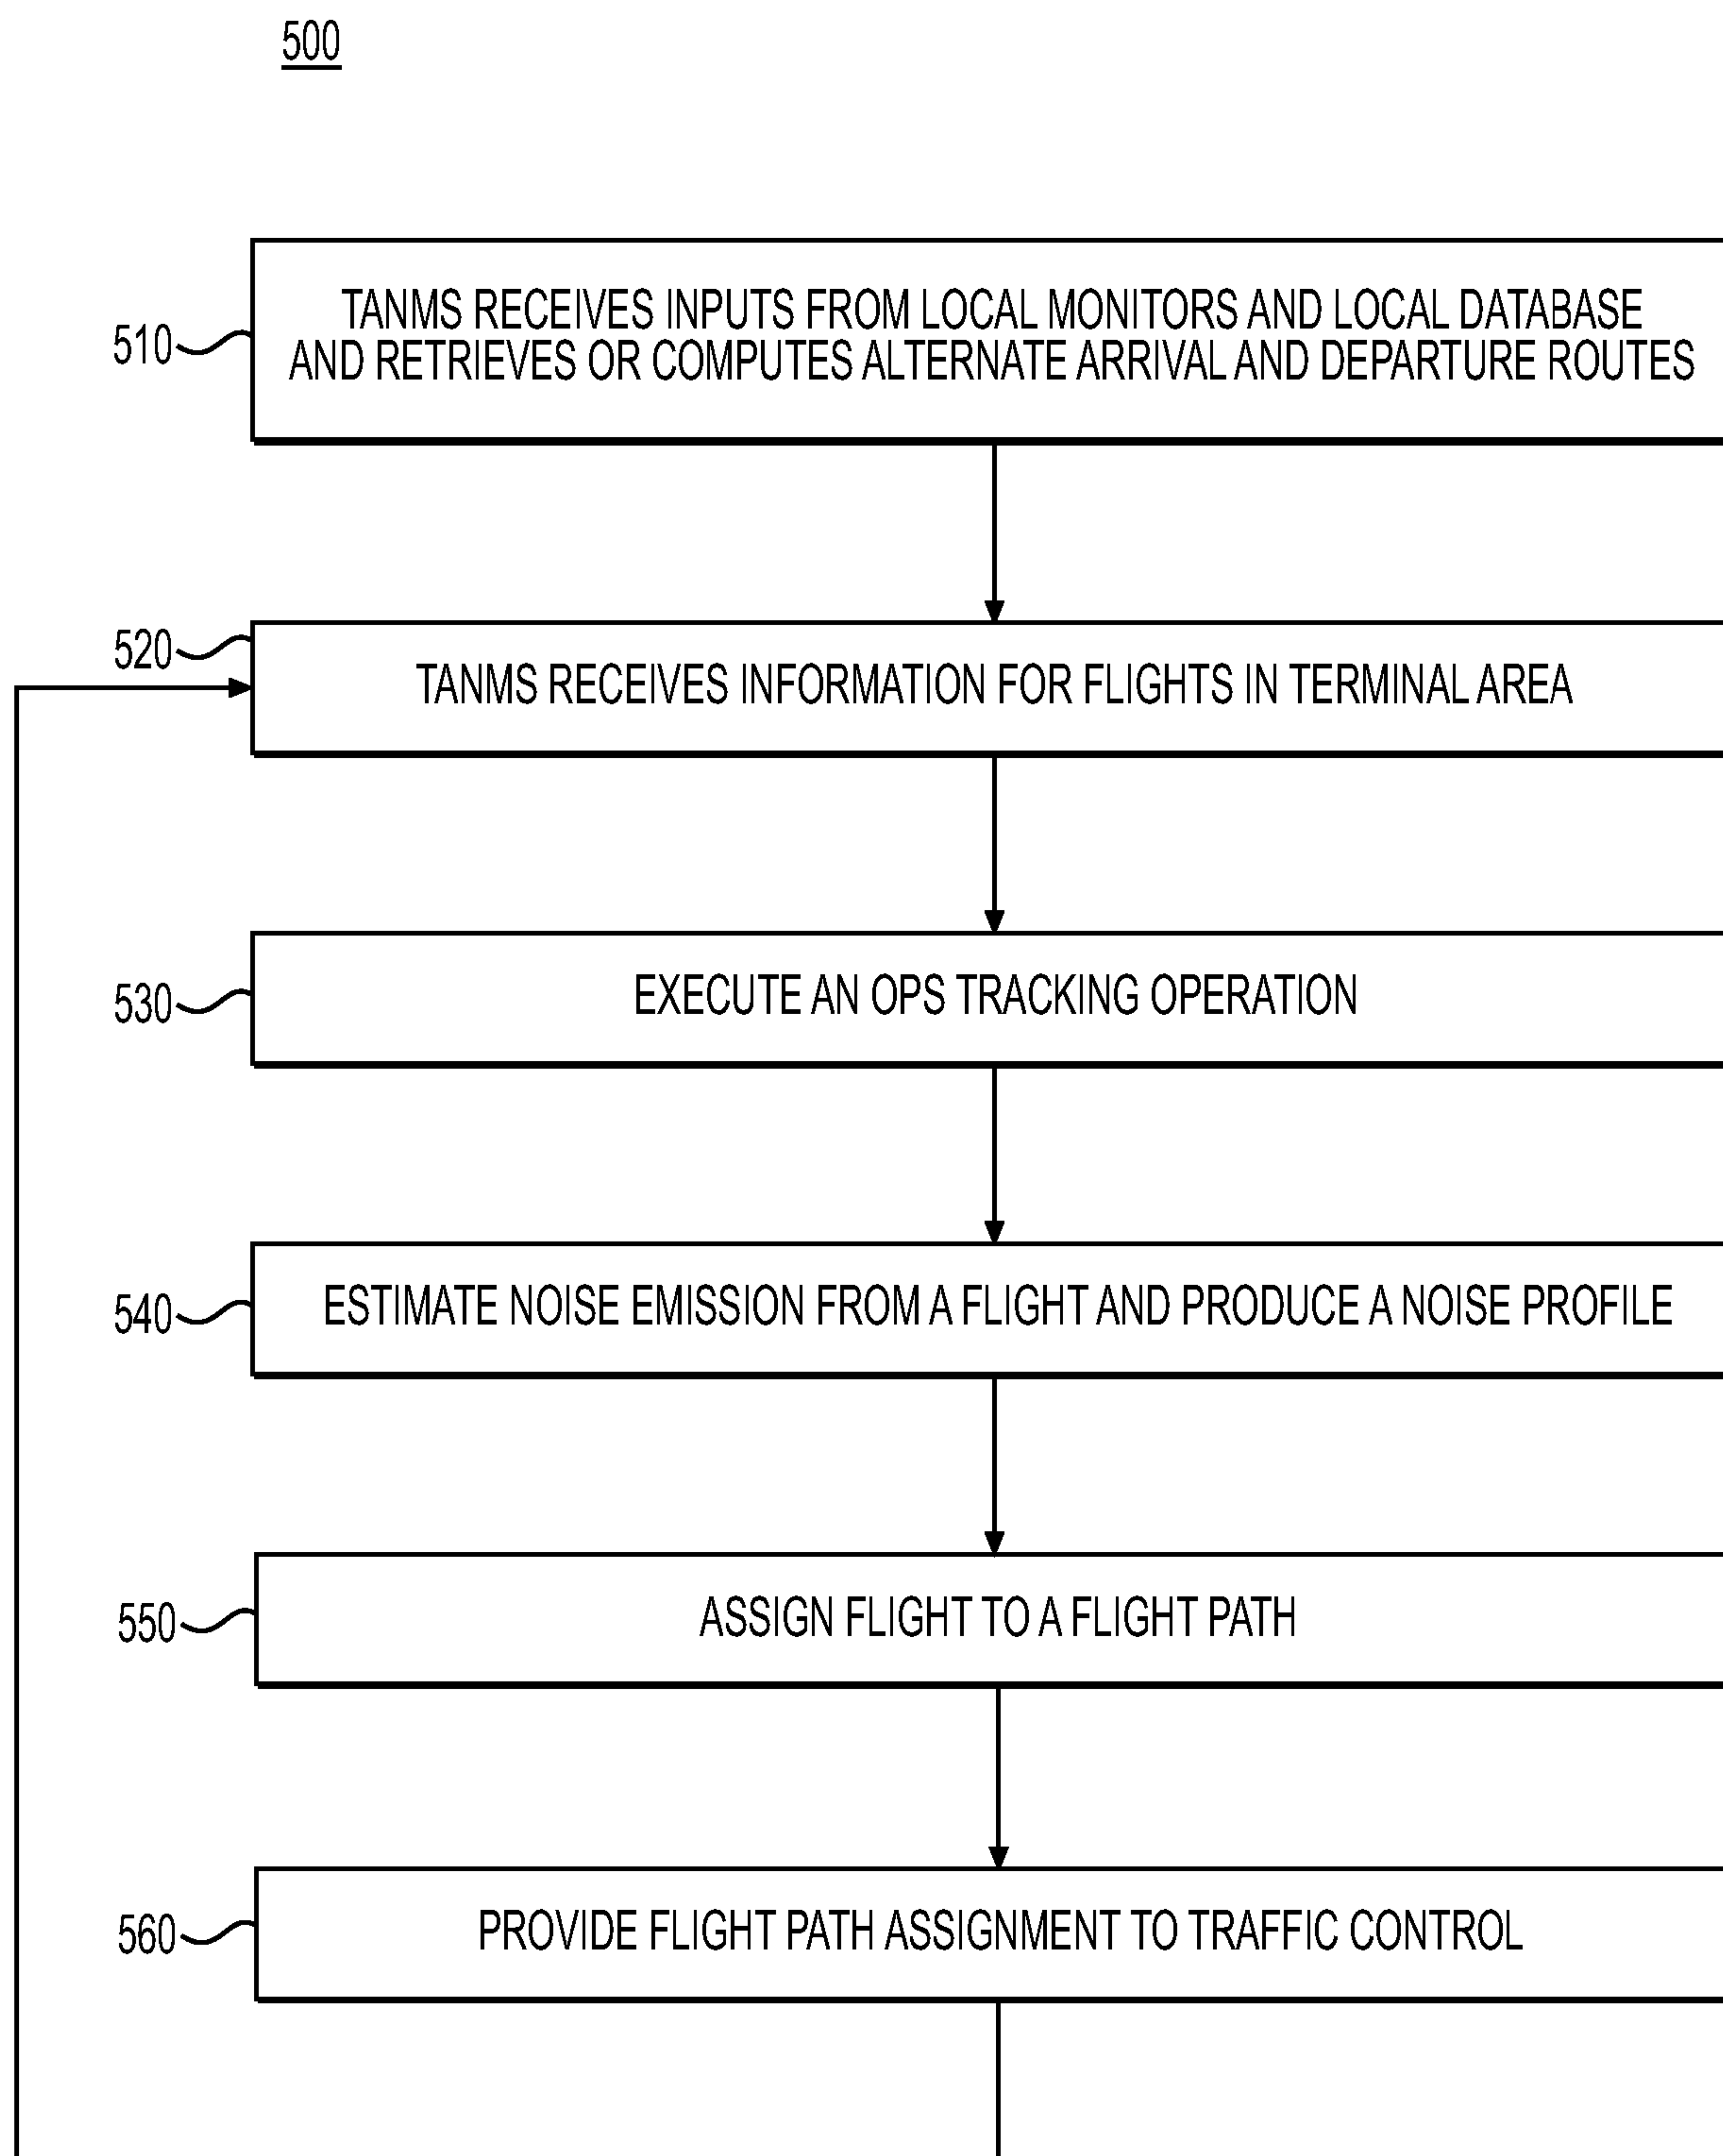 500
510
TANMS RECEIVES INPUTS FROM LOCAL MONITORS AND LOCAL DATABASE
AND RETRIEVES OR COMPUTES ALTERNATE ARRIVAL AND DEPARTURE ROUTES
520
TANMS RECEIVES INFORMATION FOR FLIGHTS IN TERMINAL AREA
530
EXECUTE AN OPS TRACKING OPERATION
540
ESTIMATE NOISE EMISSION FROM A FLIGHT AND PRODUCE A NOISE PROFILE
550
ASSIGN FLIGHT TO A FLIGHT PATH
560
PROVIDE FLIGHT PATH ASSIGNMENT TO TRAFFIC CONTROL